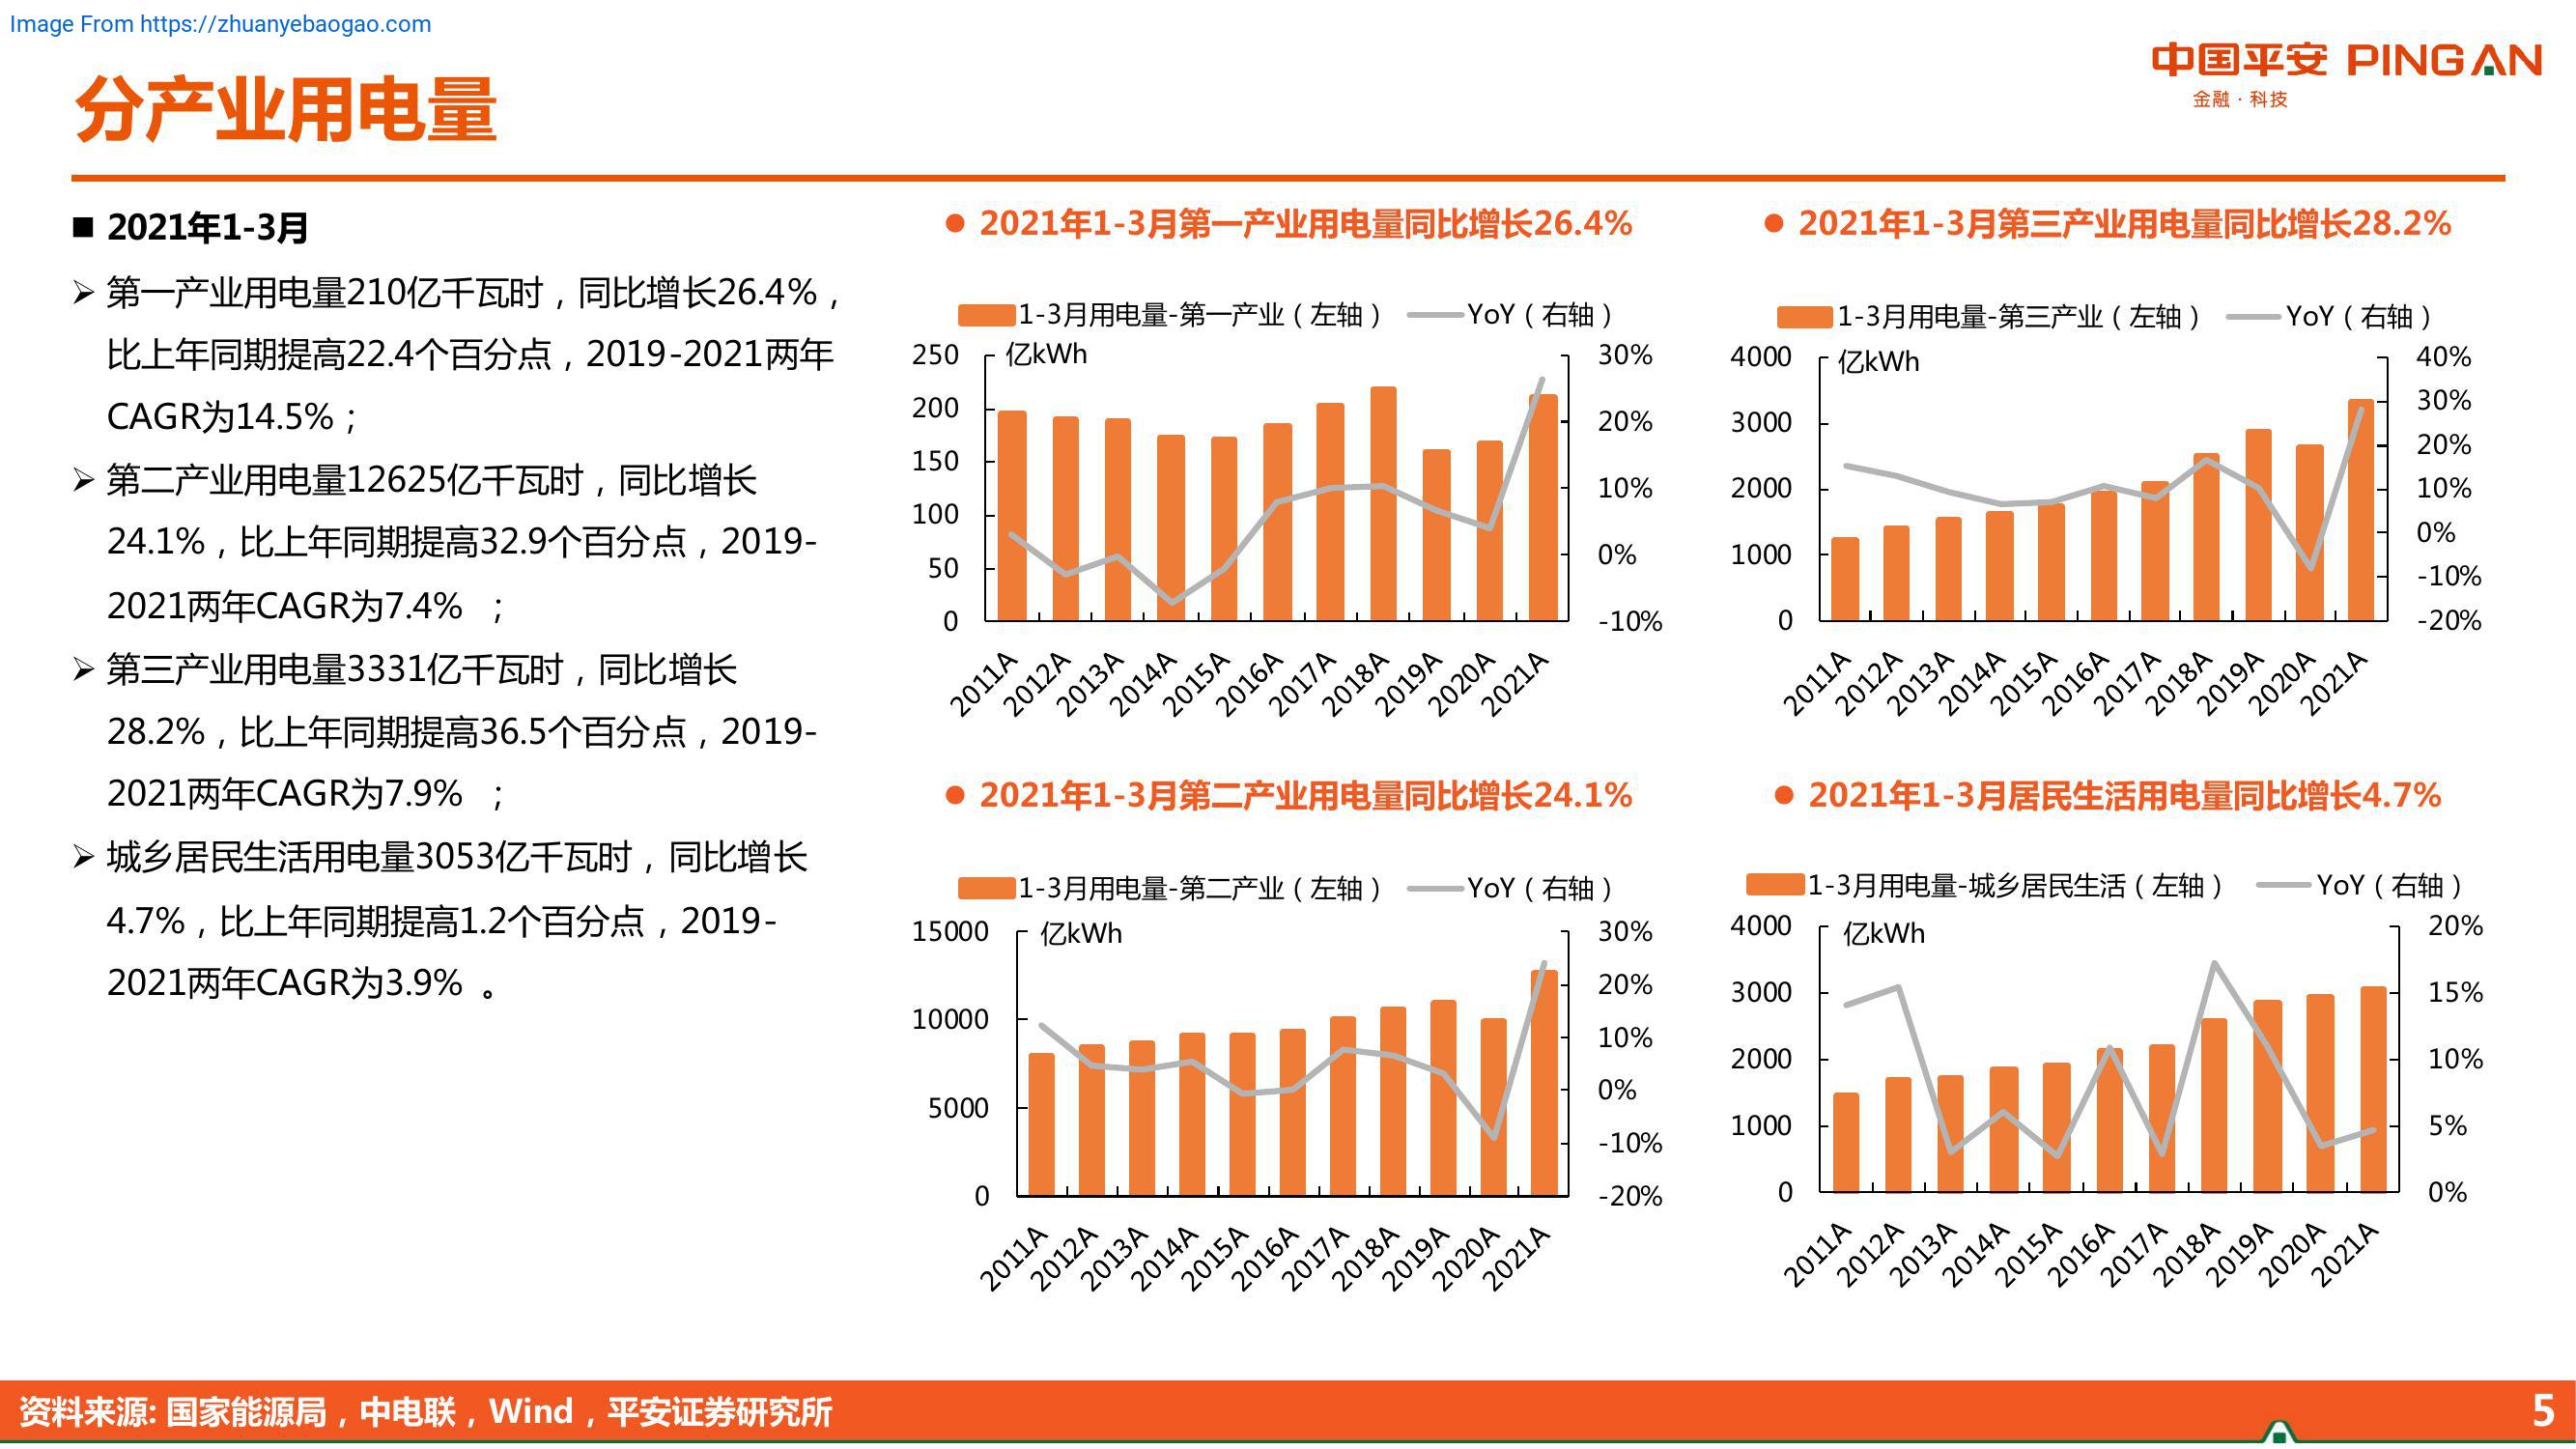 Image From https://zhuanyebaogao.com
中国平安 PINGAN
金融·科技
分产业用电量
■ 2021年1-3月
➢ 第一产业用电量210亿千瓦时，同比增长26.4%，
比上年同期提高22.4个百分点，2019-2021两年
CAGR为14.5%；
➢ 第二产业用电量12625亿千瓦时，同比增长
24.1%，比上年同期提高32.9个百分点，2019-
2021两年CAGR为7.4% ；
➢ 第三产业用电量3331亿千瓦时，同比增长
28.2%，比上年同期提高36.5个百分点，2019-
2021两年CAGR为7.9% ；
➢ 城乡居民生活用电量3053亿千瓦时，同比增长
4.7%，比上年同期提高1.2个百分点，2019-
2021两年CAGR为3.9% 。
● 2021年1-3月第一产业用电量同比增长26.4%
1-3月用电量-第一产业（左轴） YoY（右轴）
亿kWh
250
200
150
100
50
0
30%
20%
10%
0%
-10%
2011A 2012A 2013A 2014A 2015A 2016A 2017A 2018A 2019A 2020A 2021A
● 2021年1-3月第三产业用电量同比增长28.2%
1-3月用电量-第三产业（左轴） YoY（右轴）
亿kWh
4000
3000
2000
1000
0
40%
30%
20%
10%
0%
-10%
-20%
2011A 2012A 2013A 2014A 2015A 2016A 2017A 2018A 2019A 2020A 2021A
● 2021年1-3月第二产业用电量同比增长24.1%
1-3月用电量-第二产业（左轴） YoY（右轴）
亿kWh
15000
10000
5000
0
30%
20%
10%
0%
-10%
-20%
2011A 2012A 2013A 2014A 2015A 2016A 2017A 2018A 2019A 2020A 2021A
● 2021年1-3月居民生活用电量同比增长4.7%
1-3月用电量-城乡居民生活（左轴） YoY（右轴）
亿kWh
4000
3000
2000
1000
0
20%
15%
10%
5%
0%
2011A 2012A 2013A 2014A 2015A 2016A 2017A 2018A 2019A 2020A 2021A
资料来源: 国家能源局，中电联，Wind，平安证券研究所
5